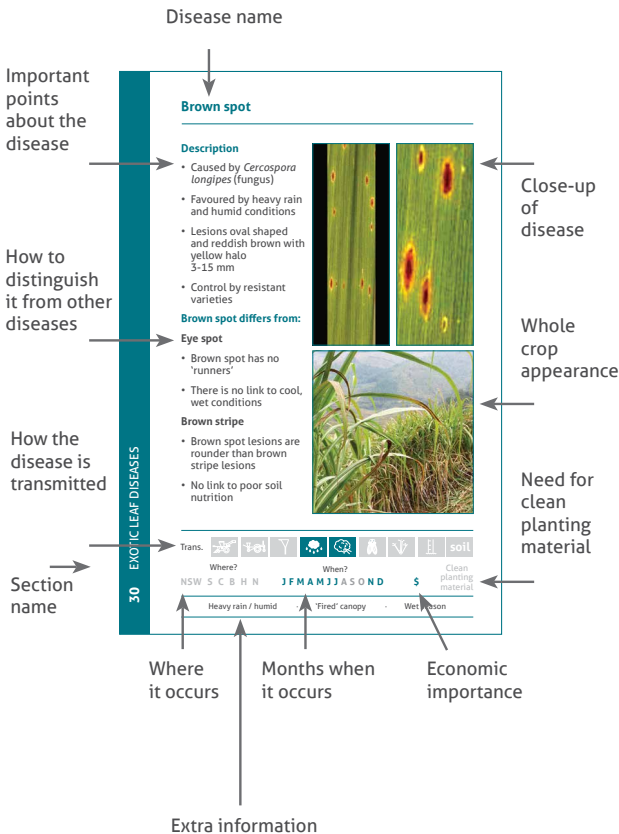 Disease name
Important
points
about the
disease
How to
distinguish
it from other
diseases
How the
disease is
transmitted
Section
name
30 EXOTIC LEAF DISEASES
Brown spot
Description
• Caused by Cercospora
longipes (fungus)
• Favoured by heavy rain
and humid conditions
• Lesions oval shaped
and reddish brown with
yellow halo
3-15 mm
• Control by resistant
varieties
Brown spot differs from:
Eye spot
• Brown spot has no
'runners'
• There is no link to cool,
wet conditions
Brown stripe
• Brown spot lesions are
rounder than brown
stripe lesions
• No link to poor soil
nutrition
Trans.
soil
Where?
When?
NSW S C B H N
J F M A M J J A S O N D
$
Clean
planting
material
Heavy rain / humid - 'Fired' canopy - Wet season
Close-up
of
disease
Whole
crop
appearance
Need for
clean
planting
material
Where
it occurs
Months when
it occurs
Economic
importance
Extra information